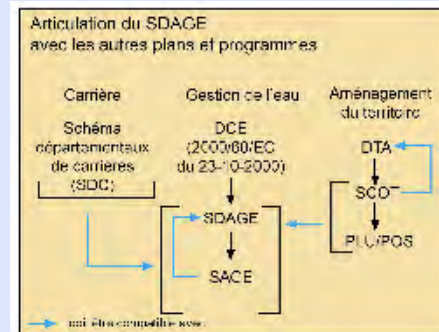 Articulation du SDAGE
avec les autres plans et programmes
Carrière
Schéma
départementaux
de carrières
(SDC)
Gestion de l'eau
DCE
(2000/60/EC
du 23-10-2000)
SDAGE
SAGE
Aménagement
du territoire
DTA
SCOT
PLU/POS
doit être compatible avec